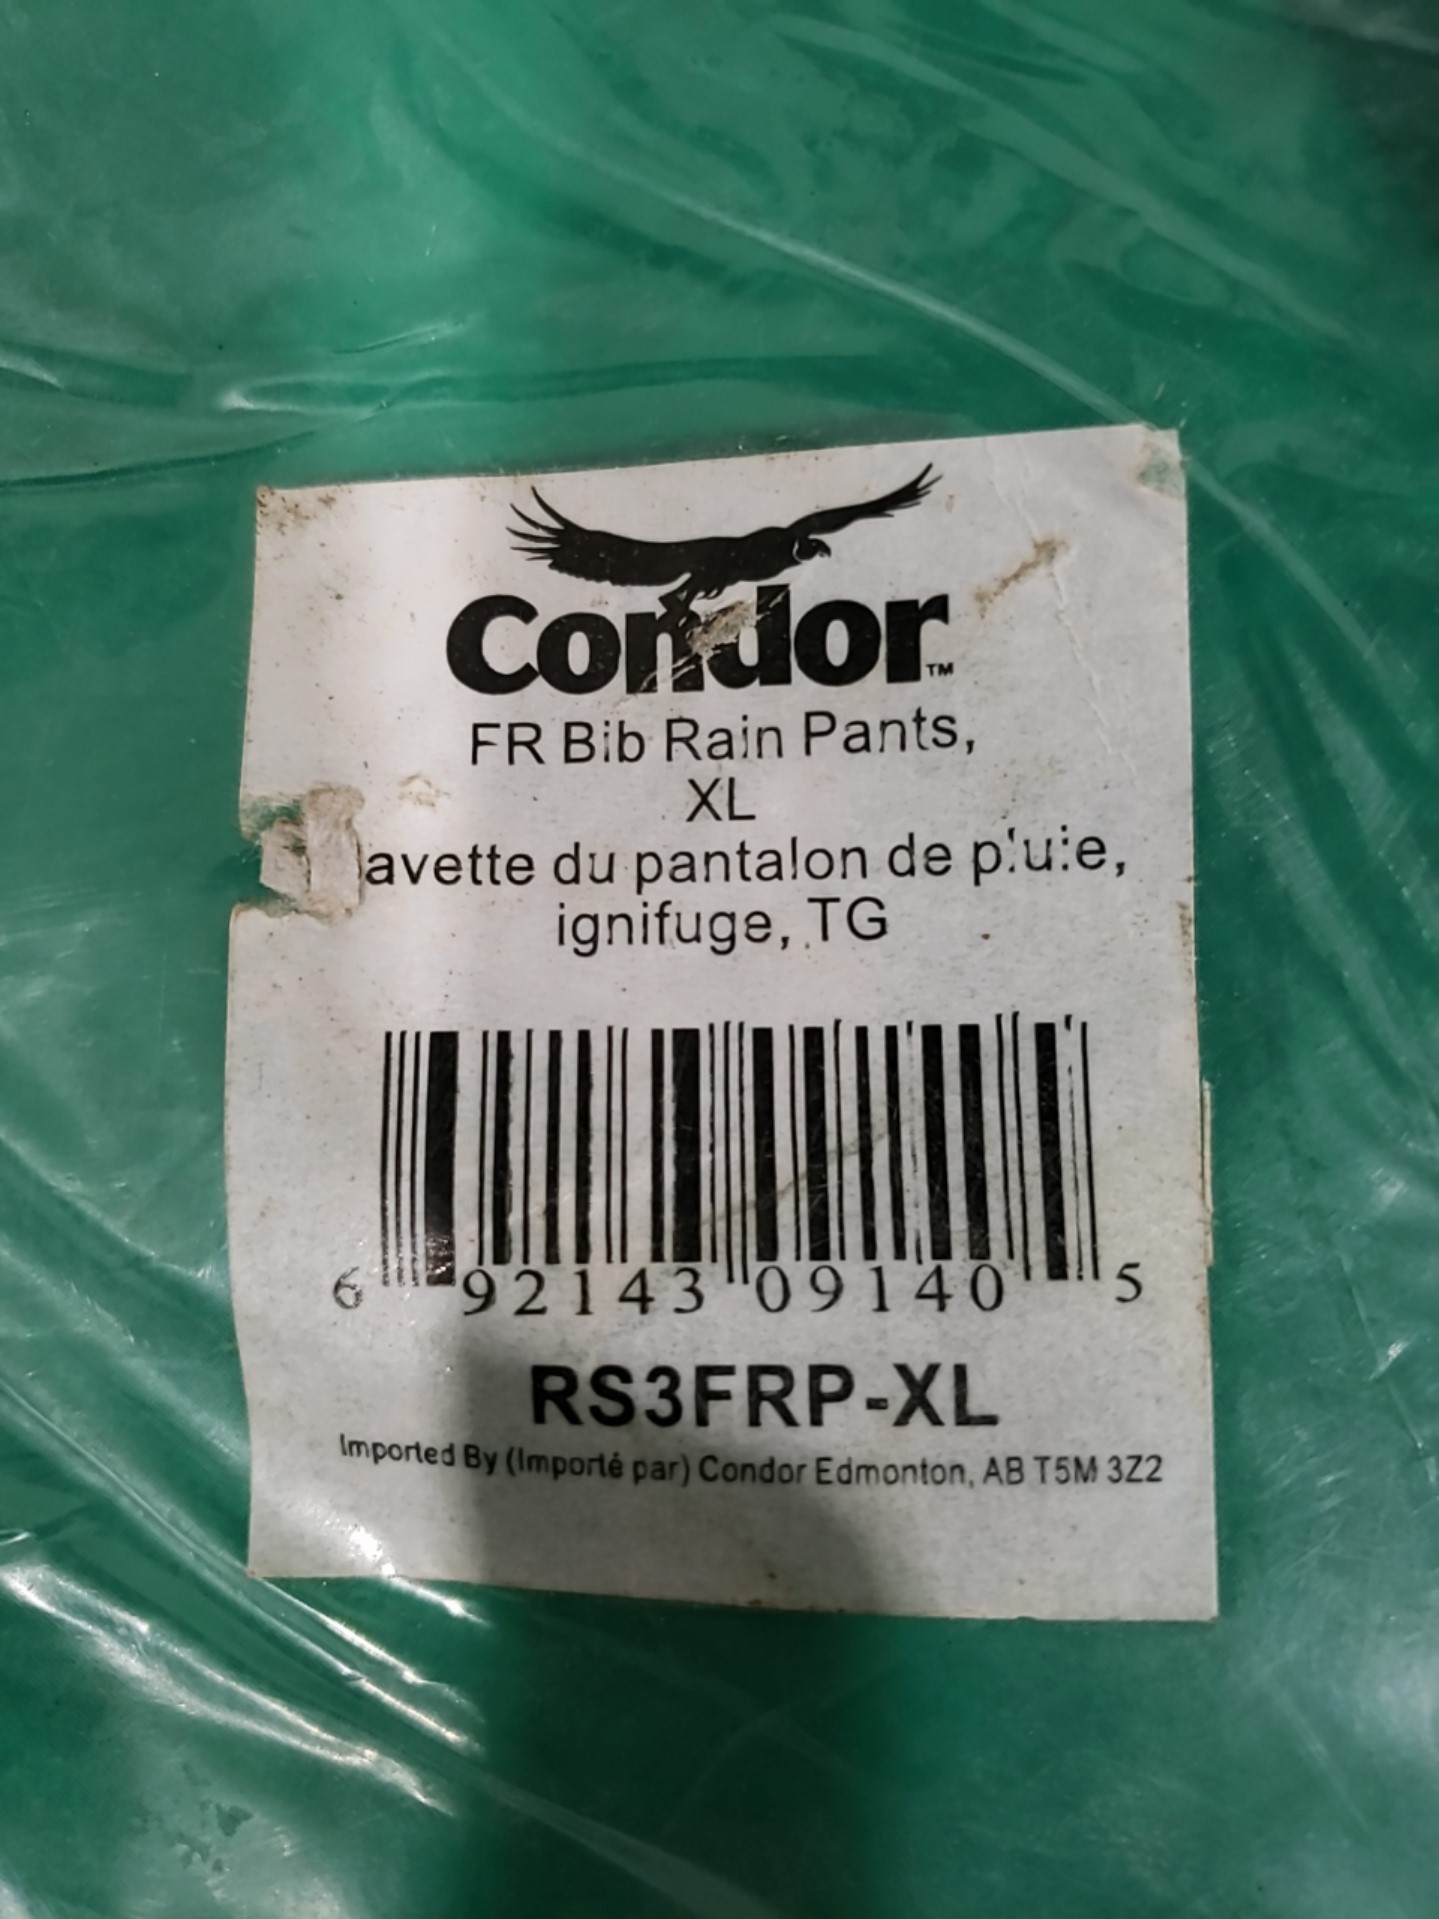 Condor™
FR Bib Rain Pants,
XL
avette du pantalon de pluie,
ignifuge, TG
6 92143 09140 5
RS3FRP-XL
Imported By (Importé par) Condor Edmonton, AB T5M 3Z2